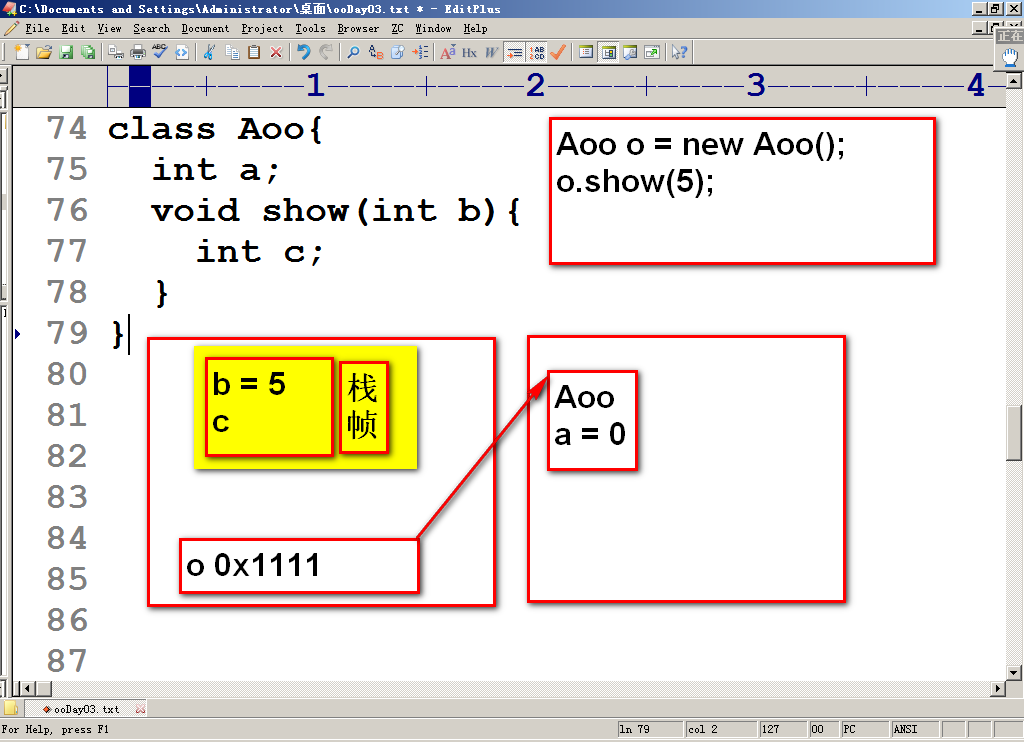 C:\Documents and Settings\Administrator\桌面\ooDay03.txt * - EditPlus
File Edit View Search Document Project Tools Browser ZC Window Help
正在
1 2 3 4
74 class Aoo{
75 int a;
76 void show(int b){
77 int c;
78 }
79 }
80
81
82
83
84
85
86
87
Aoo o = new Aoo();
o.show(5);
b = 5
c
栈
帧
o 0x1111
Aoo
a = 0
ooDay03.txt
For Help, press F1
ln 79 col 2 127 00 PC ANSI